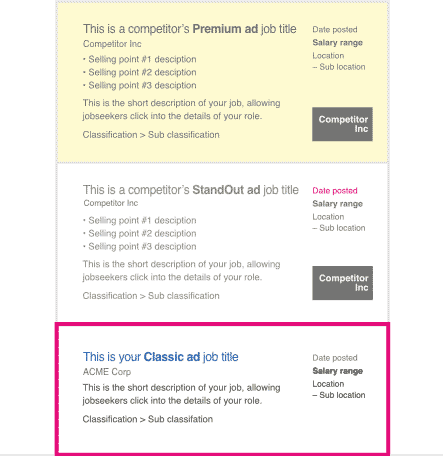 This is a competitor's Premium ad job title
Competitor Inc
• Selling point #1 desciption
• Selling point #2 desciption
• Selling point #3 desciption
This is the short description of your job, allowing
jobseekers click into the details of your role.
Classification > Sub classification
Date posted
Salary range
Location
– Sub location
Competitor
Inc
This is a competitor's StandOut ad job title
Competitor Inc
• Selling point #1 desciption
• Selling point #2 desciption
• Selling point #3 desciption
This is the short description of your job, allowing
jobseekers click into the details of your role.
Classification > Sub classification
Date posted
Salary range
Location
– Sub location
Competitor
Inc
This is your Classic ad job title
ACME Corp
This is the short description of your job, allowing
jobseekers click into the details of your role.
Classification > Sub classifation
Date posted
Salary range
Location
– Sub location